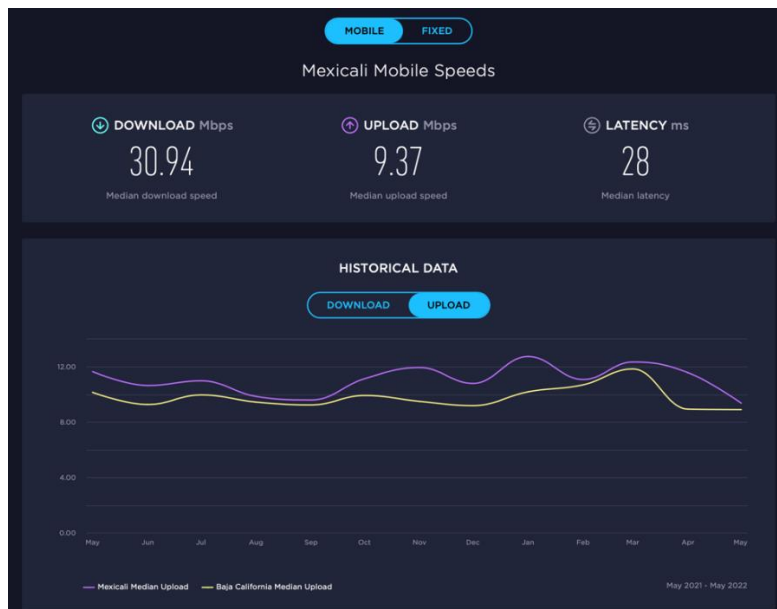 MOBILE FIXED
Mexicali Mobile Speeds
DOWNLOAD Mbps UPLOAD Mbps LATENCY ms
30.94 9.37 28
Median download speed Median upload speed Median latency
HISTORICAL DATA
DOWNLOAD UPLOAD
12.00
8.00
4.00
0.00
May Jun Jul Aug Sep Oct Nov Dec Jan Feb Mar Apr May
Mexicali Median Upload Baja California Median Upload May 2021 - May 2022